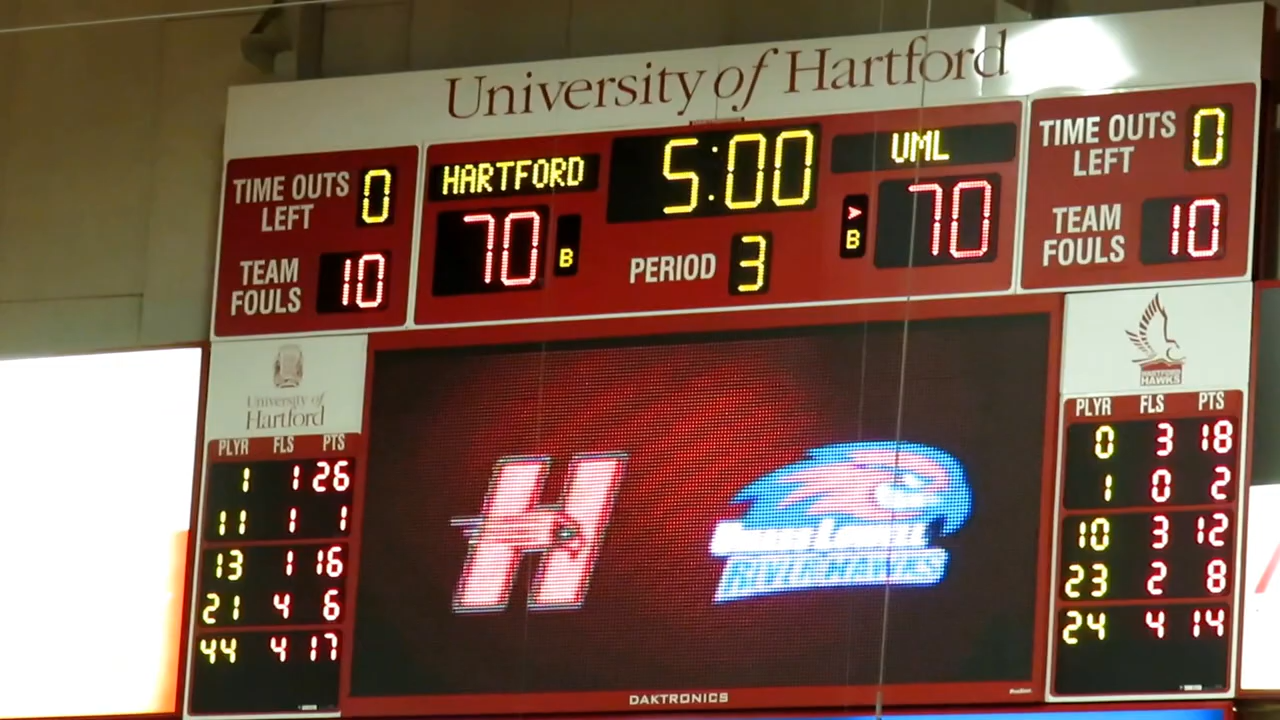 University of Hartford
TIME OUTS LEFT 0
TEAM FOULS 10
HARTFORD
70 B
5:00
PERIOD 3
UML
> 
B 70
TIME OUTS LEFT 0
TEAM FOULS 10
University of
Hartford
PLYR FLS PTS
1 1 26
11 1 1
13 1 16
21 4 6
44 4 17
H
HARTFORD
HAWKS
PLYR FLS PTS
0 3 18
1 0 2
10 3 12
23 2 8
24 4 14
DAKTRONICS